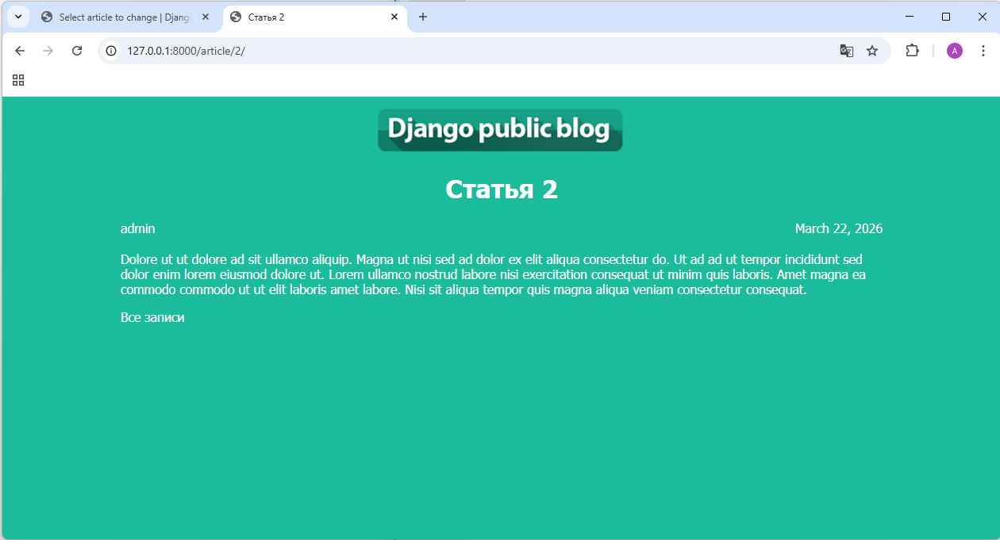 Select article to change | Djang
Статья 2
127.0.0.1:8000/article/2/
A
Django public blog
Статья 2
admin
March 22, 2026
Dolore ut ut dolore ad sit ullamco aliquip. Magna ut nisi sed ad dolor ex elit aliqua consectetur do. Ut ad ad ut tempor incididunt sed
dolor enim lorem eiusmod dolore ut. Lorem ullamco nostrud labore nisi exercitation consequat ut minim quis laboris. Amet magna ea
commodo commodo ut ut elit laboris amet labore. Nisi sit aliqua tempor quis magna aliqua veniam consectetur consequat.
Все записи